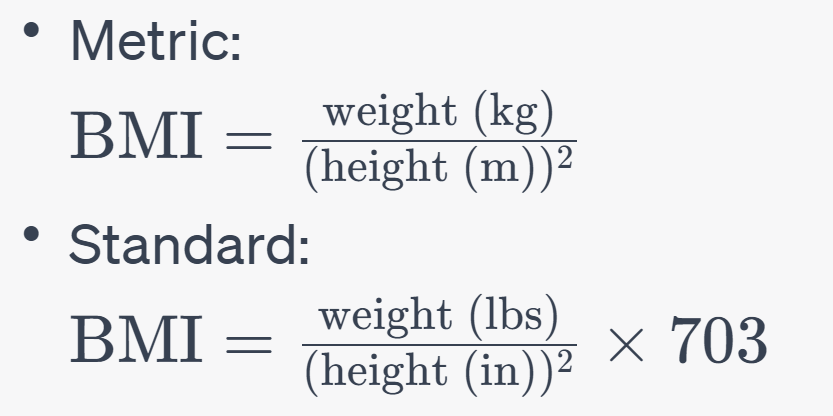 • Metric:
BMI = weight (kg) / (height (m))²
• Standard:
BMI = weight (lbs) / (height (in))² × 703